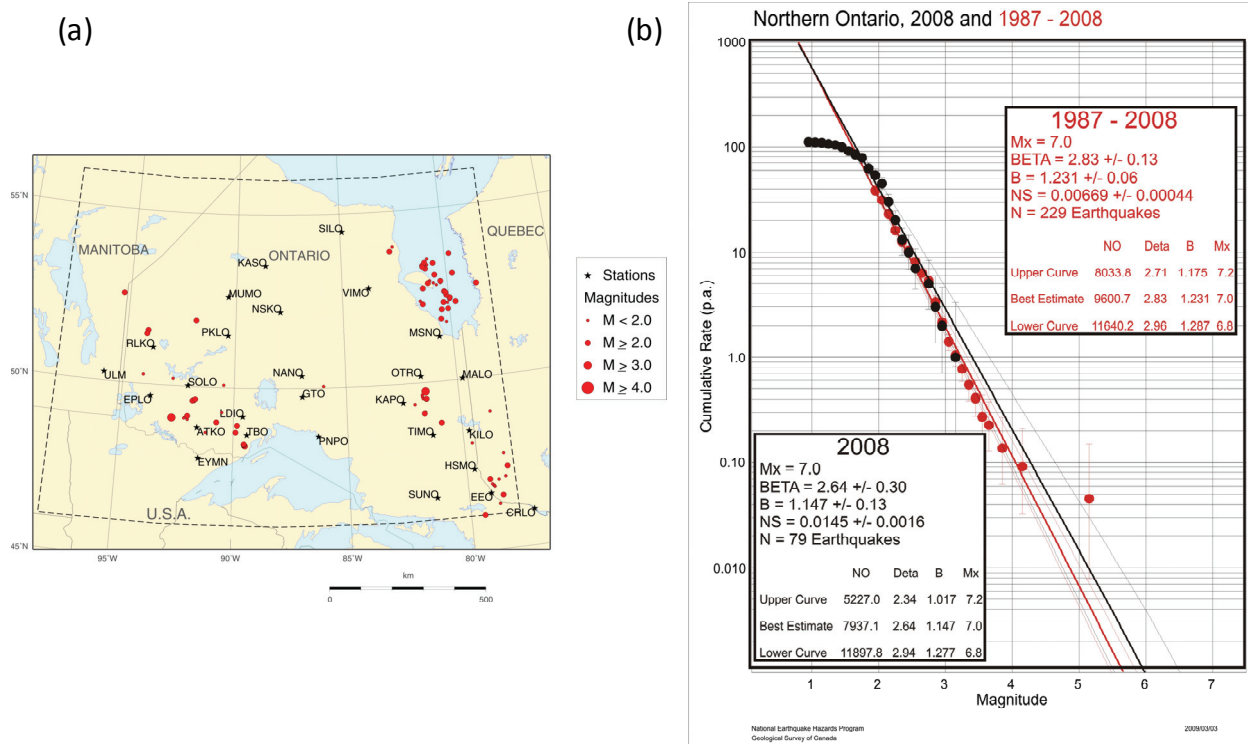 (a)
55°N
50°N
45°N
95°W
90°W
85°W
80°W
MANITOBA
ONTARIO
QUEBEC
U.S.A.
SILO
KASO
MUMO
VIMO
NSKO
PKLO
MSNO
RLKO
ULM
SOLO
NANO
OTRO
MALO
EPLO
GTO
KAPO
LDIO
ATKO
TBO
PNPO
TIMO
KILO
EYMN
HSMO
SUNO
EEO
CRLO
Stations
Magnitudes
M < 2.0
M ≥ 2.0
M ≥ 3.0
M ≥ 4.0
km
0 500
(b)
Northern Ontario, 2008 and 1987 - 2008
Cumulative Rate (p.a.)
1000
100
10
1.0
0.10
0.010
1987 - 2008
Mx = 7.0
BETA = 2.83 +/- 0.13
B = 1.231 +/- 0.06
NS = 0.00669 +/- 0.00044
N = 229 Earthquakes
NO Deta B Mx
Upper Curve 8033.8 2.71 1.175 7.2
Best Estimate 9600.7 2.83 1.231 7.0
Lower Curve 11640.2 2.96 1.287 6.8
2008
Mx = 7.0
BETA = 2.64 +/- 0.30
B = 1.147 +/- 0.13
NS = 0.0145 +/- 0.0016
N = 79 Earthquakes
NO Deta B Mx
Upper Curve 5227.0 2.34 1.017 7.2
Best Estimate 7937.1 2.64 1.147 7.0
Lower Curve 11897.8 2.94 1.277 6.8
1 2 3 4 5 6 7
Magnitude
National Earthquake Hazards Program 2009/03/03
Geological Survey of Canada